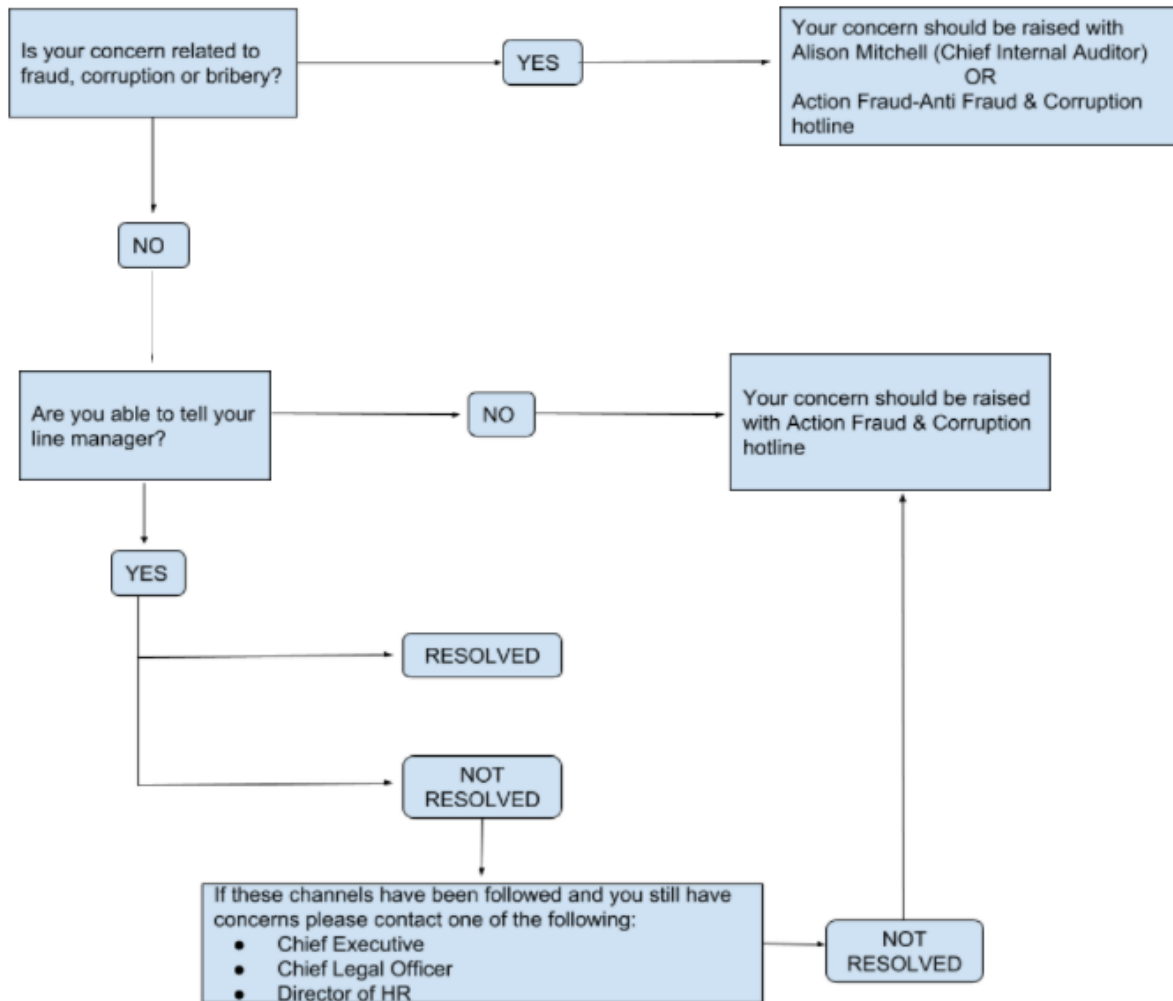 Is your concern related to
fraud, corruption or bribery?
YES
Your concern should be raised with
Alison Mitchell (Chief Internal Auditor)
OR
Action Fraud-Anti Fraud & Corruption
hotline
NO
Are you able to tell your
line manager?
NO
Your concern should be raised
with Action Fraud & Corruption
hotline
YES
RESOLVED
NOT
RESOLVED
If these channels have been followed and you still have
concerns please contact one of the following:
● Chief Executive
● Chief Legal Officer
● Director of HR
NOT
RESOLVED